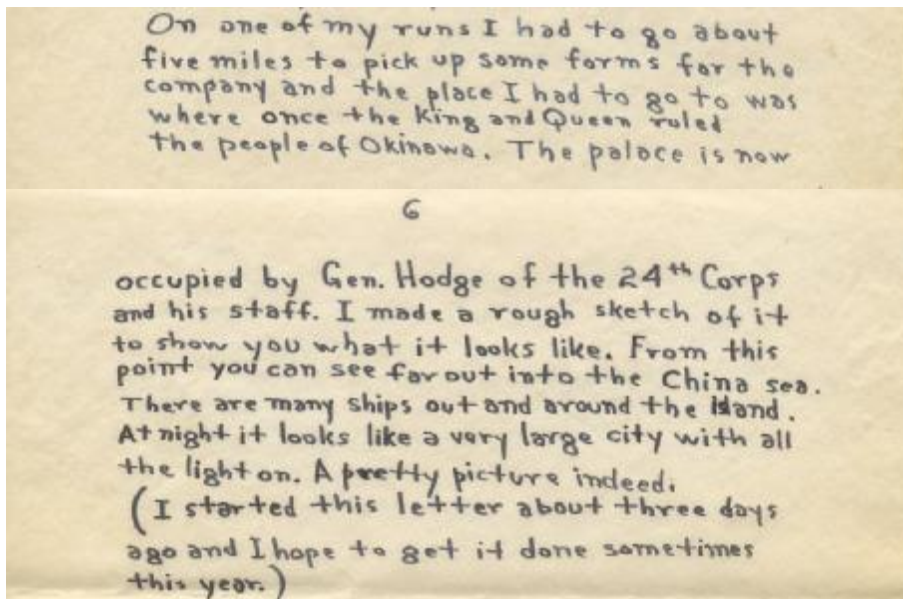 On one of my runs I had to go about
five miles to pick up some forms for the
company and the place I had to go to was
where once the King and Queen ruled
the people of Okinawa. The palace is now
6
occupied by Gen. Hodge of the 24th Corps
and his staff. I made a rough sketch of it
to show you what it looks like. From this
point you can see far out into the China sea.
There are many ships out and around the Island.
At night it looks like a very large city with all
the light on. A pretty picture indeed.
(I started this letter about three days
ago and I hope to get it done sometimes
this year.)